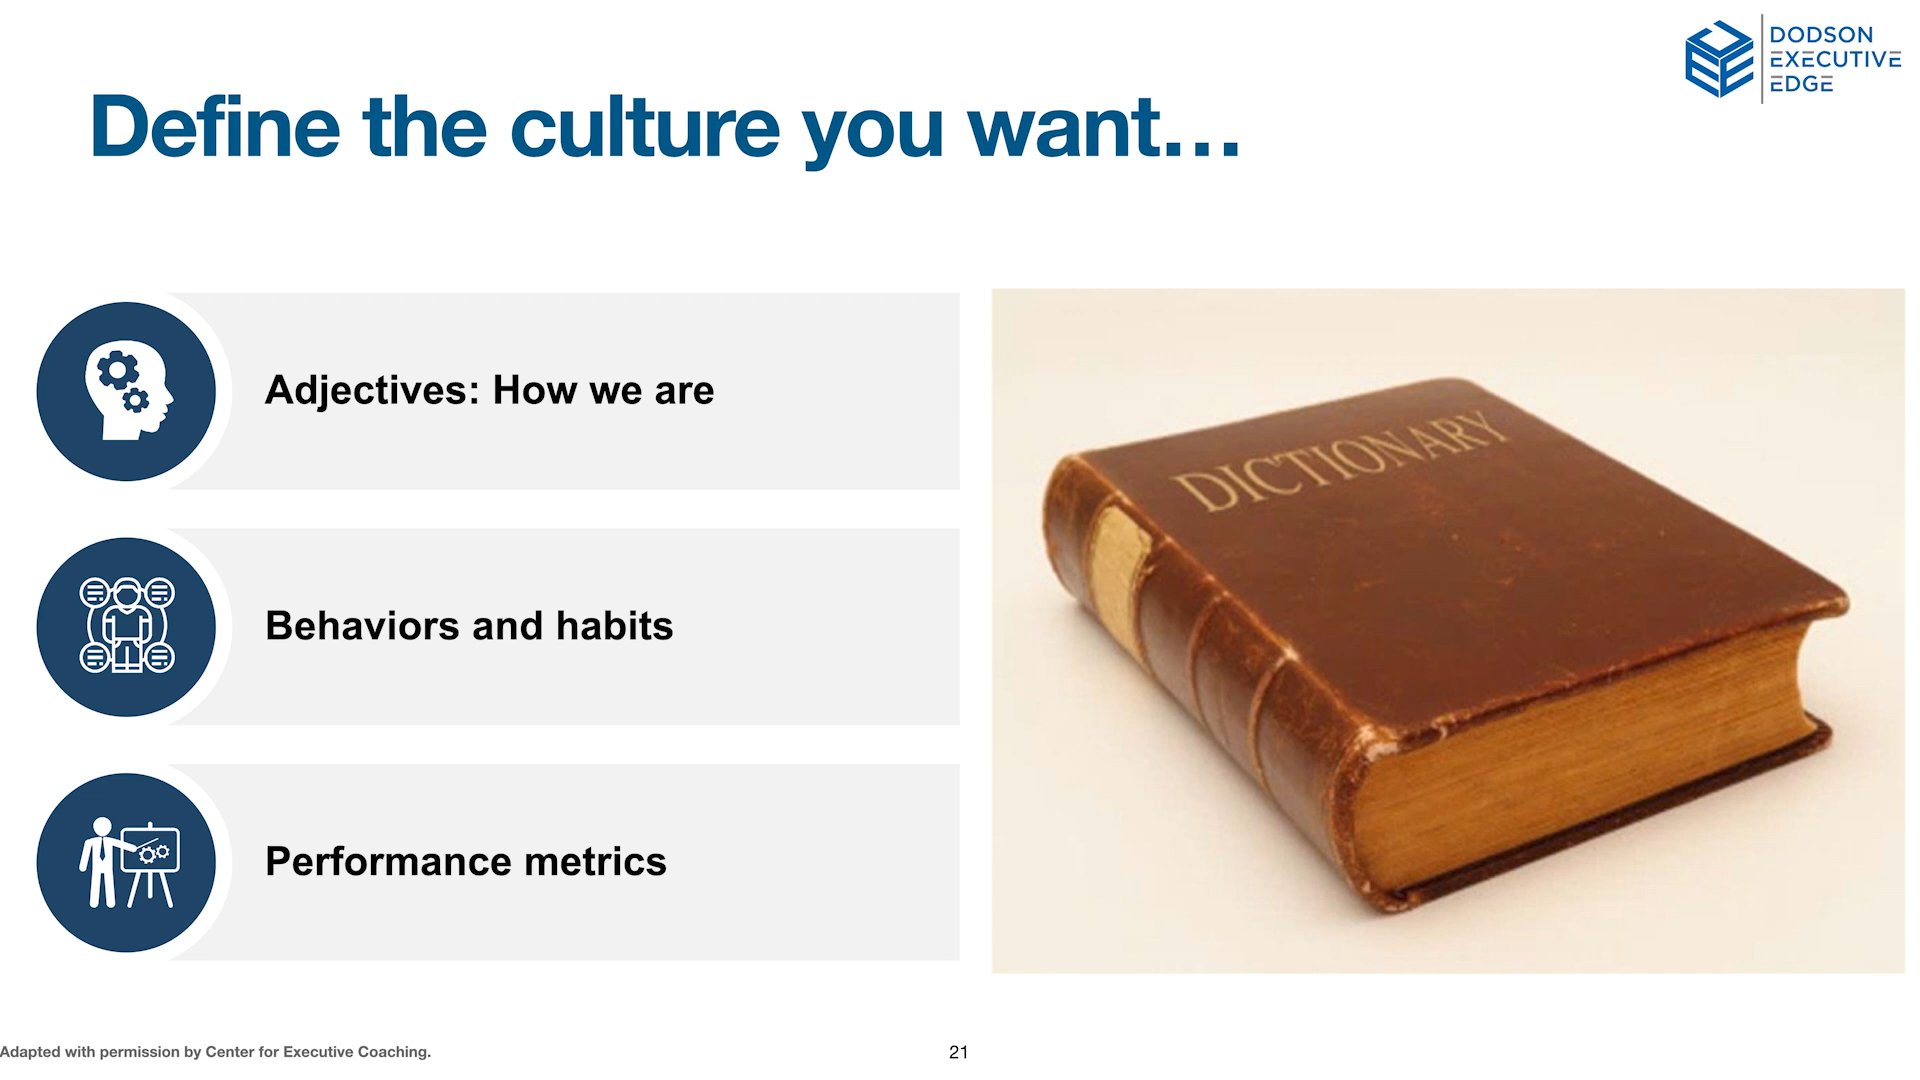 DODSON
EXECUTIVE
EDGE
Define the culture you want…
Adjectives: How we are
DICTIONARY
Behaviors and habits
Performance metrics
Adapted with permission by Center for Executive Coaching.
21